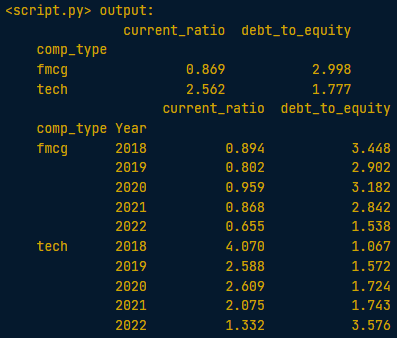 <script.py> output:
current_ratio debt_to_equity
comp_type
fmcg 0.869 2.998
tech 2.562 1.777
current_ratio debt_to_equity
comp_type Year
fmcg 2018 0.894 3.448
2019 0.802 2.902
2020 0.959 3.182
2021 0.868 2.842
2022 0.655 1.538
tech 2018 4.070 1.067
2019 2.588 1.572
2020 2.609 1.724
2021 2.075 1.743
2022 1.332 3.576